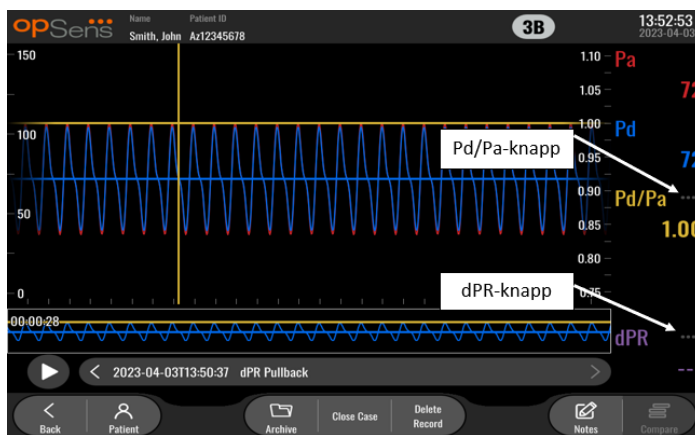 opSens
Name
Patient ID
Smith, John
Az12345678
3B
13:52:53
2023-04-03
150
100
50
0
1.10
1.05
1.00
0.95
0.90
0.85
0.80
0.75
Pa
72
Pd
72
Pd/Pa-knapp
Pd/Pa
1.00
dPR-knapp
00:00:28
dPR
--
2023-04-03T13:50:37 dPR Pullback
Back
Patient
Archive
Close Case
Delete
Record
Notes
Compare